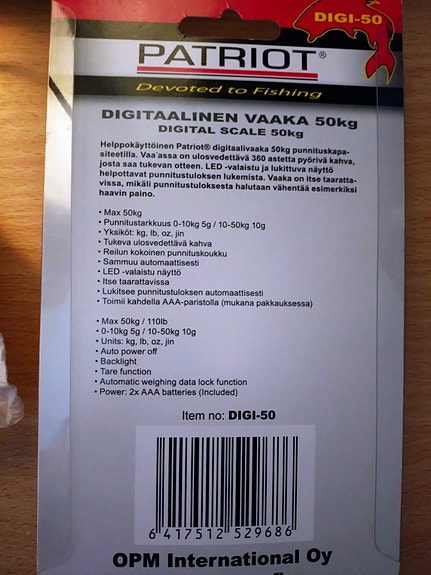 DIGI-50
PATRIOT®
Devoted to Fishing
DIGITAALINEN VAAKA 50kg
DIGITAL SCALE 50kg
Helppokäyttöinen Patriot® digitaalivaaka 50kg punnituskapa-
siteetilla. Vaa'assa on ulosvedettävä 360 astetta pyörivä kahva,
josta saa tukevan otteen. LED -valaistu ja lukittuva näyttö
helpottavat punnitustuloksen lukemista. Vaaka on itse taaratta-
vissa, mikäli punnitustuloksesta halutaan vähentää esimerkiksi
haavin paino.
• Max 50kg
• Punnitustarkkuus 0-10kg 5g / 10-50kg 10g
• Yksiköt: kg, lb, oz, jin
• Tukeva ulosvedettävä kahva
• Reilun kokoinen punnituskoukku
• Sammuu automaattisesti
• LED -valaistu näyttö
• Itse taarattavissa
• Lukitsee punnitustuloksen automaattisesti
• Toimii kahdella AAA-paristolla (mukana pakkauksessa)
• Max 50kg / 110lb
• 0-10kg 5g / 10-50kg 10g
• Units: kg, lb, oz, jin
• Auto power off
• Backlight
• Tare function
• Automatic weighing data lock function
• Power: 2x AAA batteries (Included)
Item no: DIGI-50
6 417512 529686
OPM International Oy